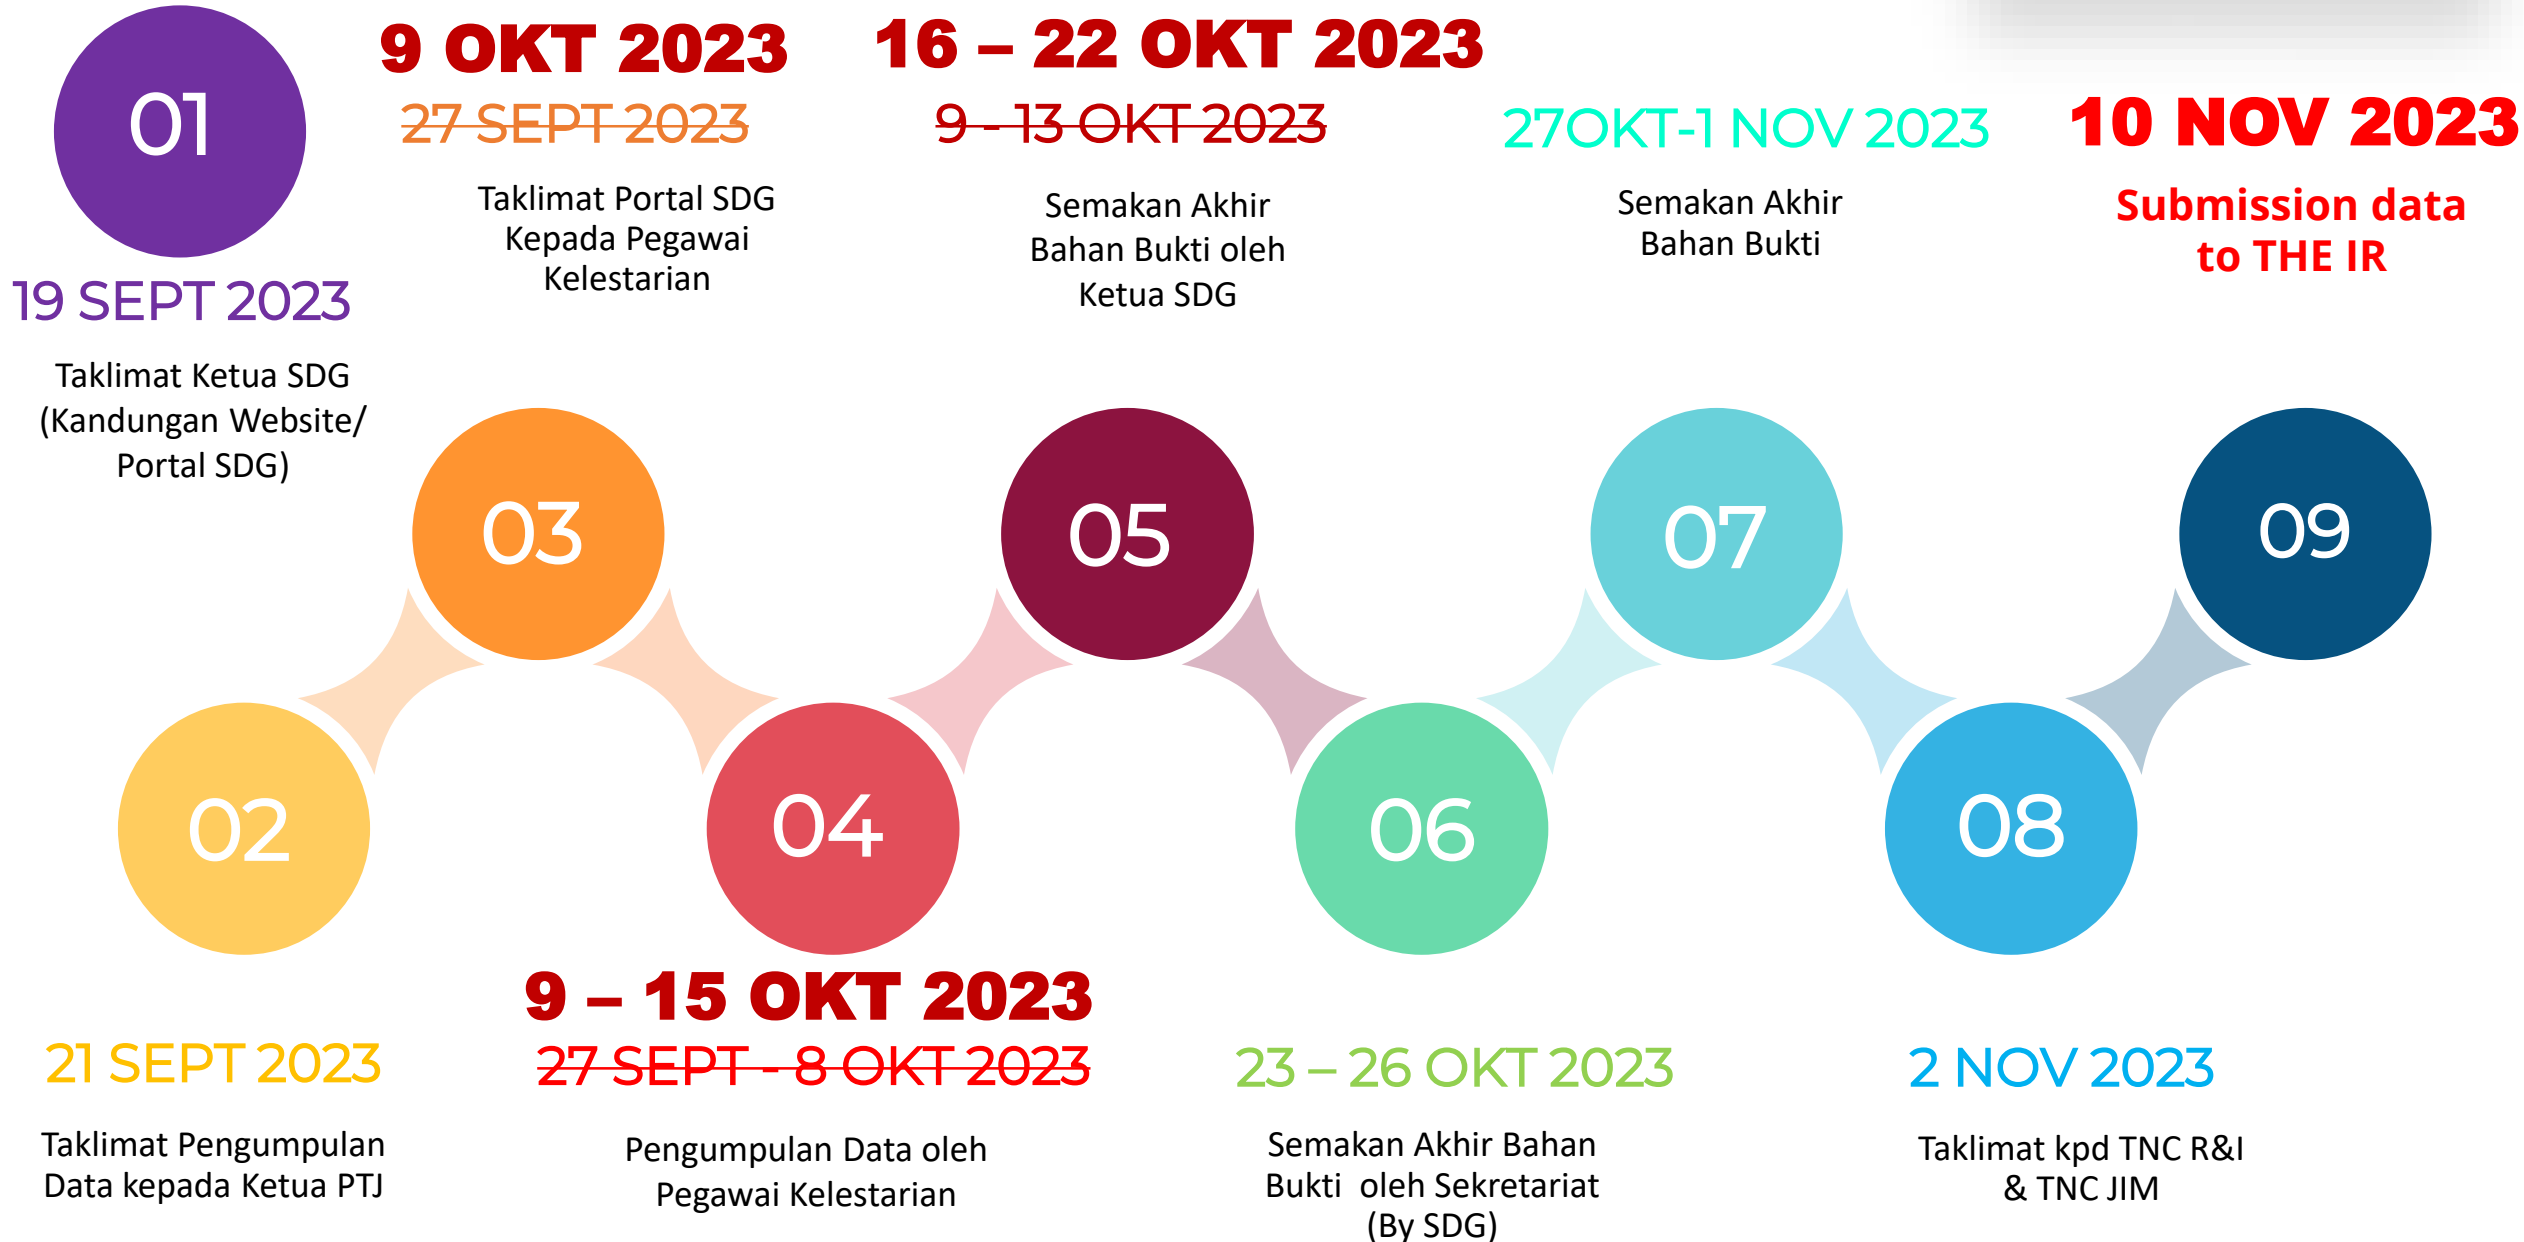 01
19 SEPT 2023
Taklimat Ketua SDG
(Kandungan Website/
Portal SDG)
02
21 SEPT 2023
Taklimat Pengumpulan
Data kepada Ketua PTJ
9 OKT 2023
27 SEPT 2023
Taklimat Portal SDG
Kepada Pegawai
Kelestarian
03
04
9 – 15 OKT 2023
27 SEPT - 8 OKT 2023
Pengumpulan Data oleh
Pegawai Kelestarian
16 – 22 OKT 2023
9 - 13 OKT 2023
Semakan Akhir
Bahan Bukti oleh
Ketua SDG
05
06
23 – 26 OKT 2023
Semakan Akhir Bahan
Bukti oleh Sekretariat
(By SDG)
27OKT-1 NOV 2023
Semakan Akhir
Bahan Bukti
07
08
2 NOV 2023
Taklimat kpd TNC R&I
& TNC JIM
10 NOV 2023
Submission data
to THE IR
09